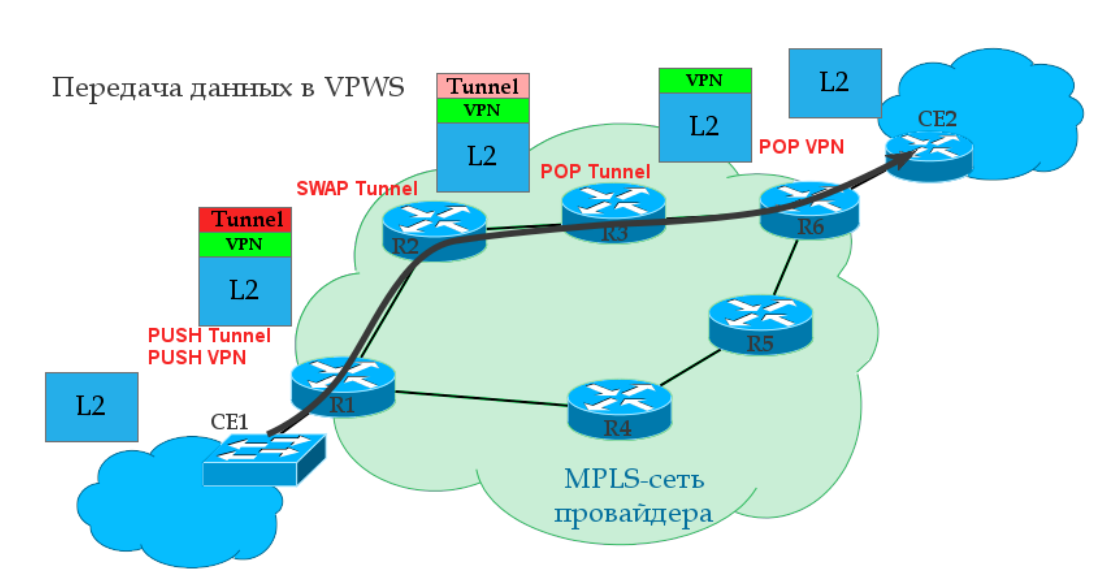 Передача данных в VPWS
Tunnel
VPN
L2
VPN
L2
L2
CE2
POP VPN
POP Tunnel
SWAP Tunnel
R2
R3
R6
Tunnel
VPN
L2
PUSH Tunnel
PUSH VPN
R5
L2
CE1
R1
R4
MPLS-сеть
провайдера